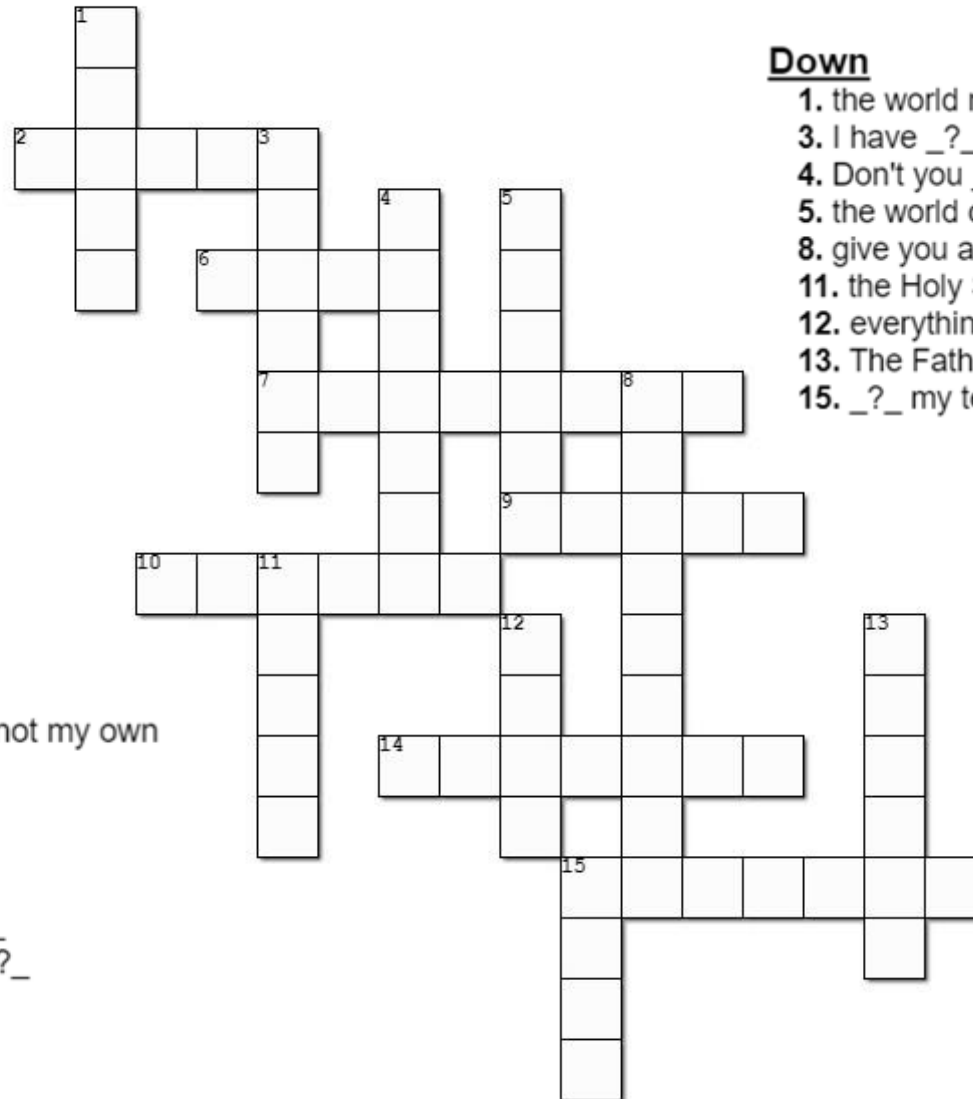 1
2 3
4 5
6
7 8
9
10 11
12 13
14
15
Down
1. the world
3. I have _?_
4. Don't you
5. the world
8. give you a
11. the Holy
12. everythin
13. The Fath
15. _?_ my
not my own
?_